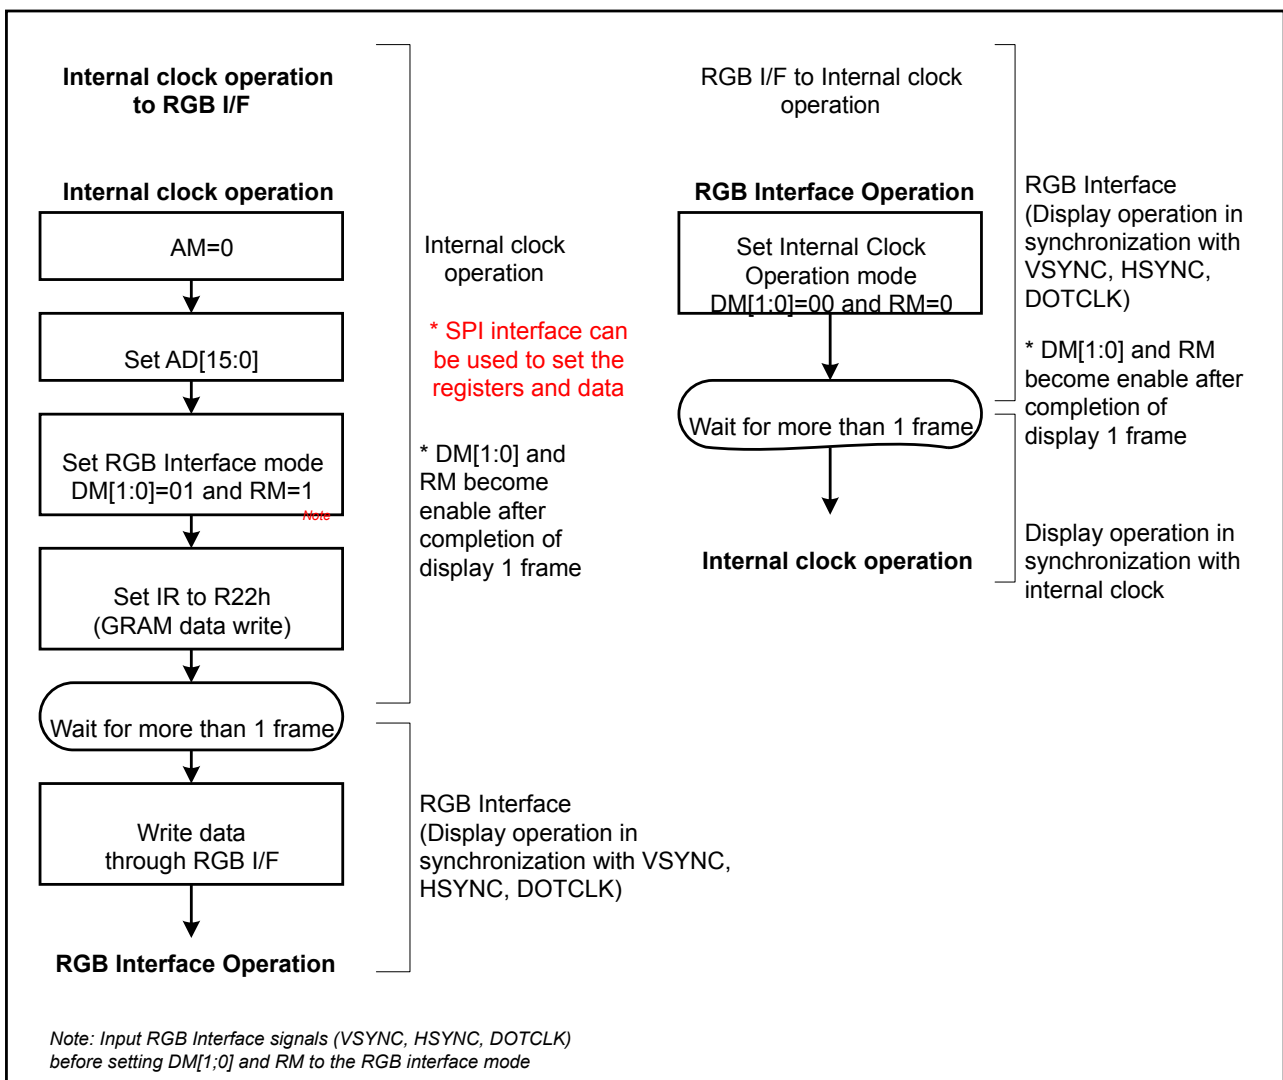 Internal clock operation
to RGB I/F
Internal clock operation
AM=0
Set AD[15:0]
Set RGB Interface mode
DM[1:0]=01 and RM=1
Note
Set IR to R22h
(GRAM data write)
Wait for more than 1 frame
Write data
through RGB I/F
RGB Interface Operation
Internal clock
operation
* SPI interface can
be used to set the
registers and data
* DM[1:0] and
RM become
enable after
completion of
display 1 frame
RGB Interface
(Display operation in
synchronization with VSYNC,
HSYNC, DOTCLK)
RGB I/F to Internal clock
operation
RGB Interface Operation
Set Internal Clock
Operation mode
DM[1:0]=00 and RM=0
Wait for more than 1 frame
Internal clock operation
RGB Interface
(Display operation in
synchronization with
VSYNC, HSYNC,
DOTCLK)
* DM[1:0] and RM
become enable after
completion of
display 1 frame
Display operation in
synchronization with
internal clock
Note: Input RGB Interface signals (VSYNC, HSYNC, DOTCLK)
before setting DM[1;0] and RM to the RGB interface mode